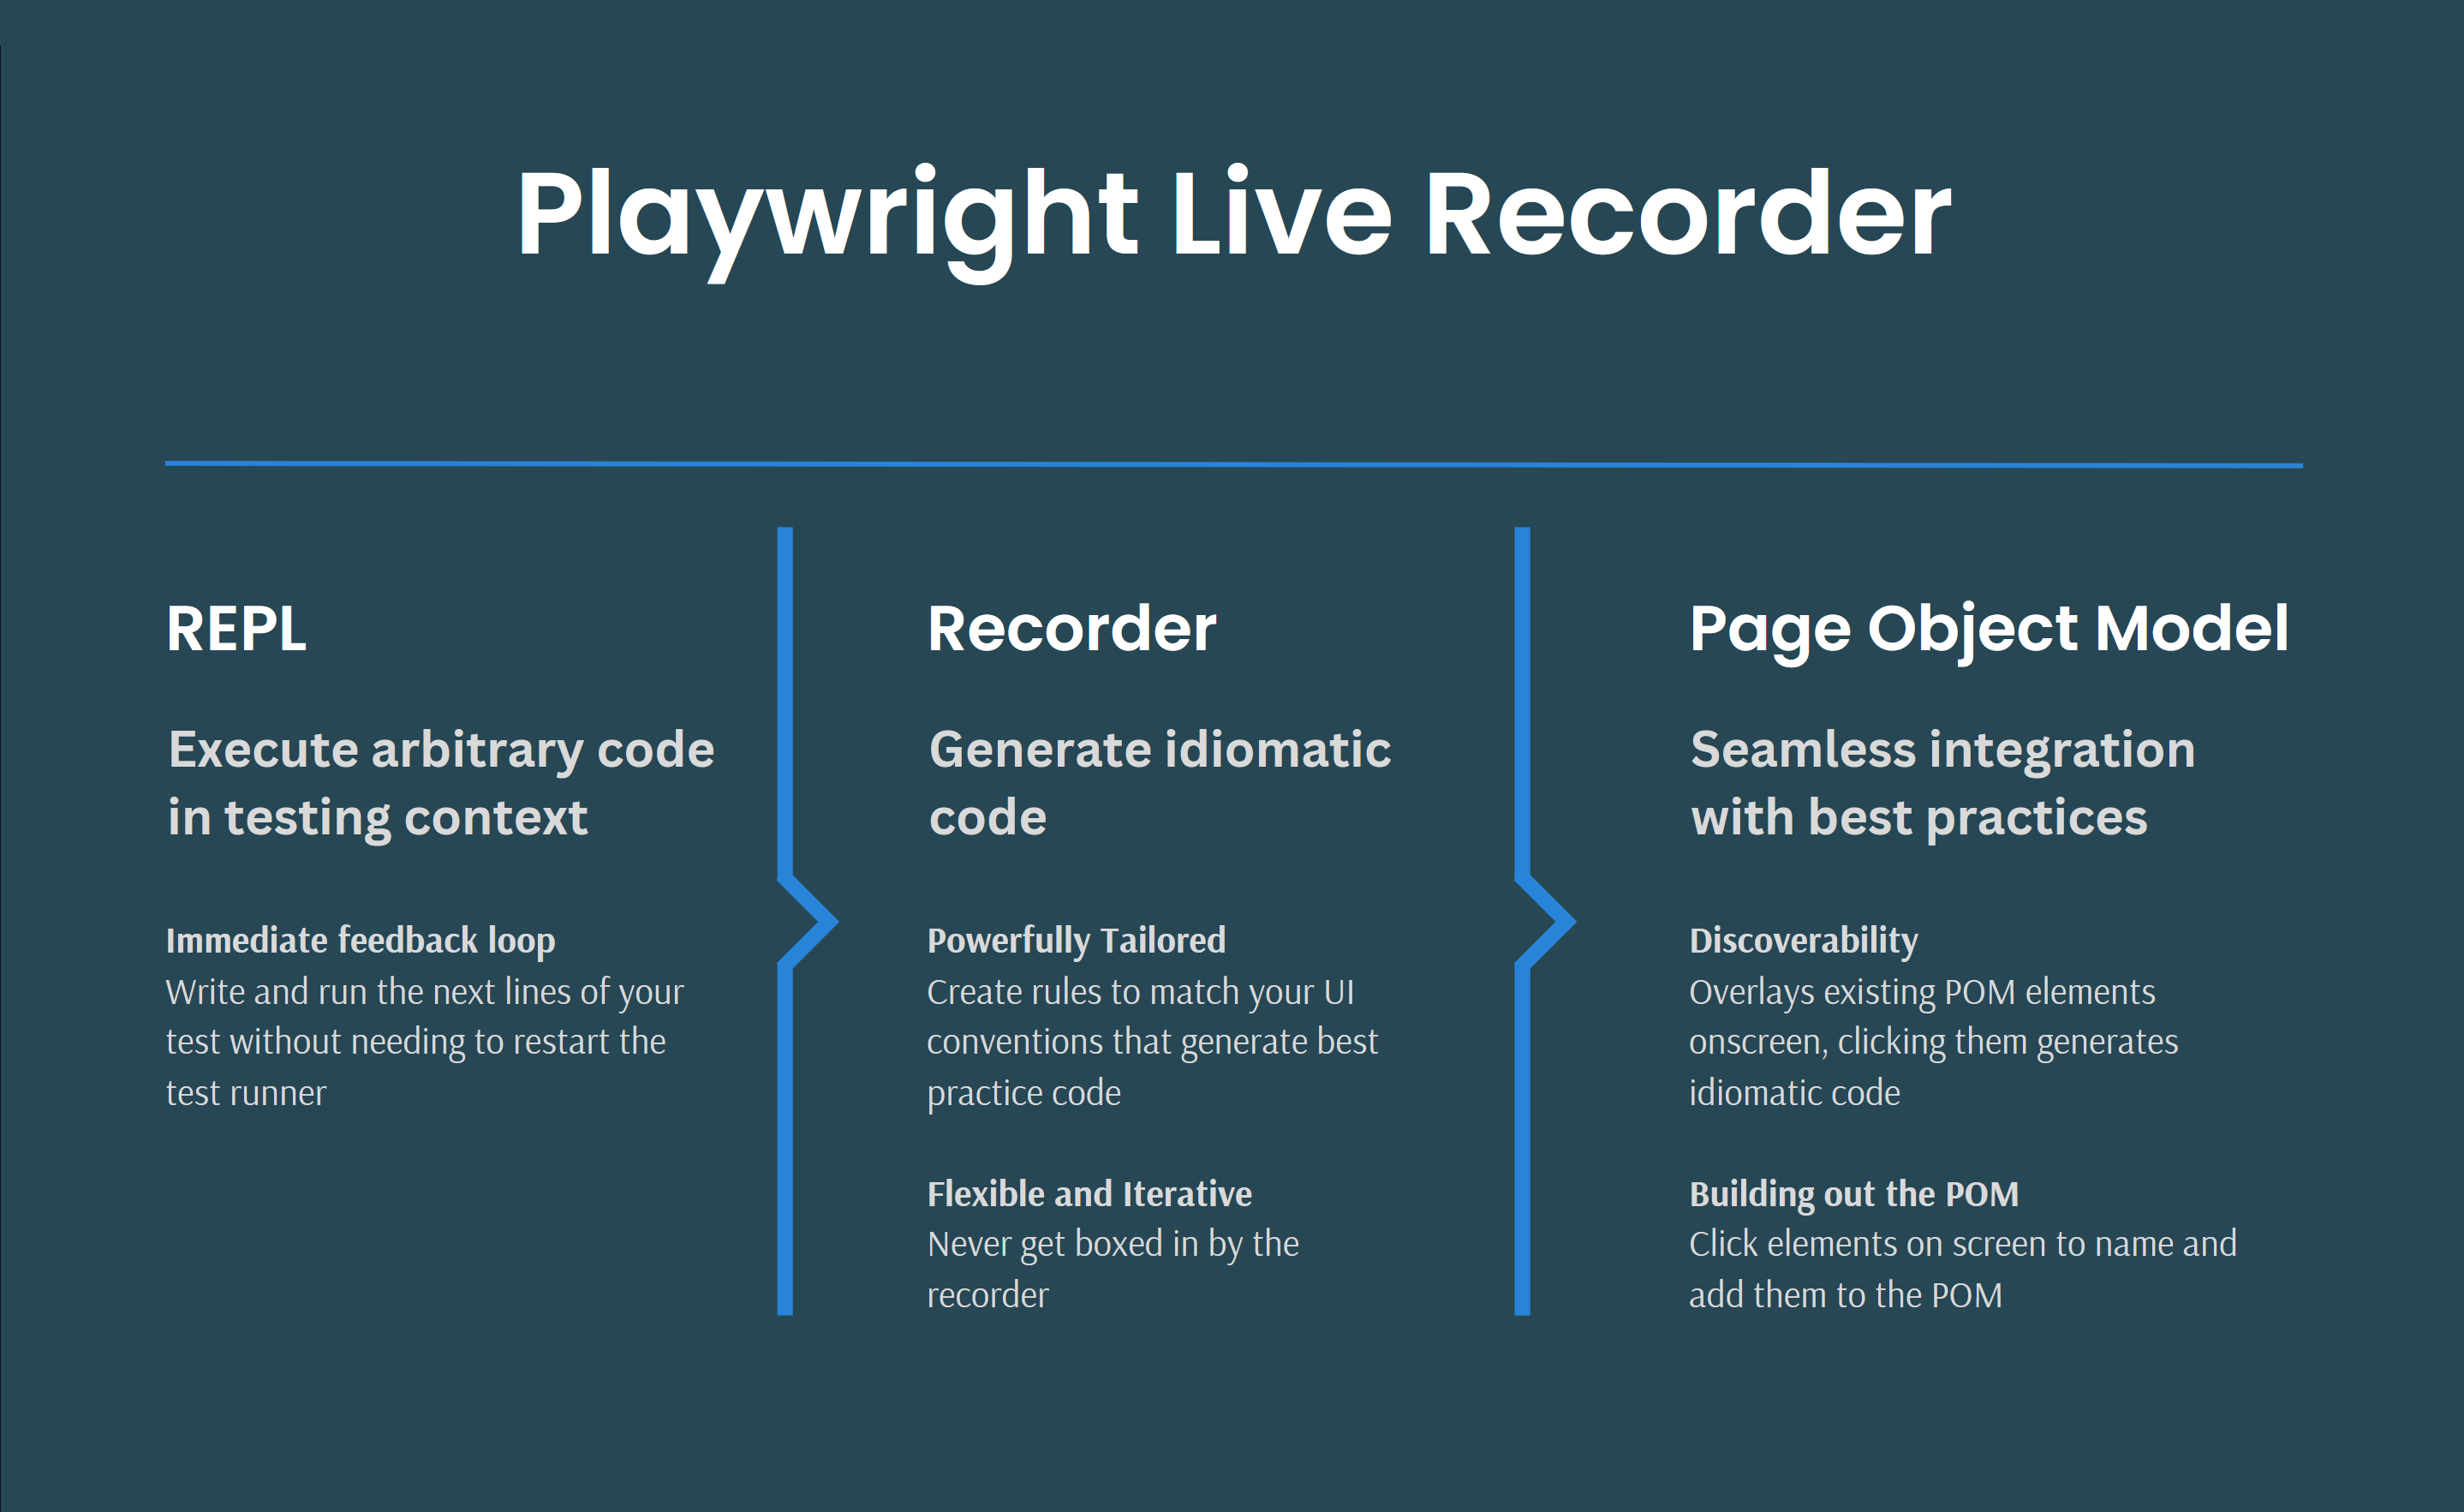 Playwright Live Recorder
REPL
Execute arbitrary code
in testing context
Immediate feedback loop
Write and run the next lines of your
test without needing to restart the
test runner
Recorder
Generate idiomatic
code
Powerfully Tailored
Create rules to match your UI
conventions that generate best
practice code
Flexible and Iterative
Never get boxed in by the
recorder
Page Object Model
Seamless integration
with best practices
Discoverability
Overlays existing POM elements
onscreen, clicking them generates
idiomatic code
Building out the POM
Click elements on screen to name and
add them to the POM